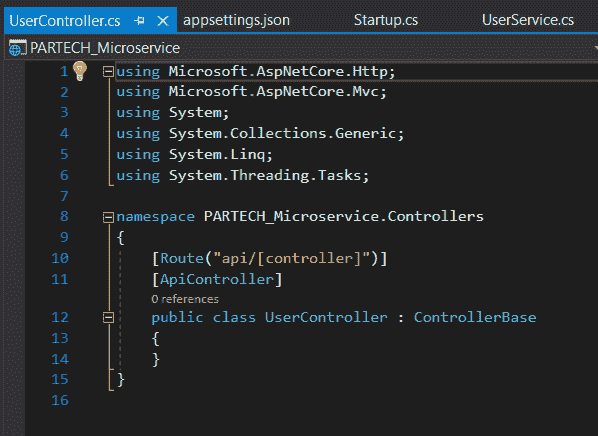 UserController.cs appsettings.json Startup.cs UserService.cs
PARTECH_Microservice
1 using Microsoft.AspNetCore.Http;
2 using Microsoft.AspNetCore.Mvc;
3 using System;
4 using System.Collections.Generic;
5 using System.Linq;
6 using System.Threading.Tasks;
7
8 namespace PARTECH_Microservice.Controllers
9 {
10 [Route("api/[controller]")]
11 [ApiController]
0 references
12 public class UserController : ControllerBase
13 {
14 }
15 }
16